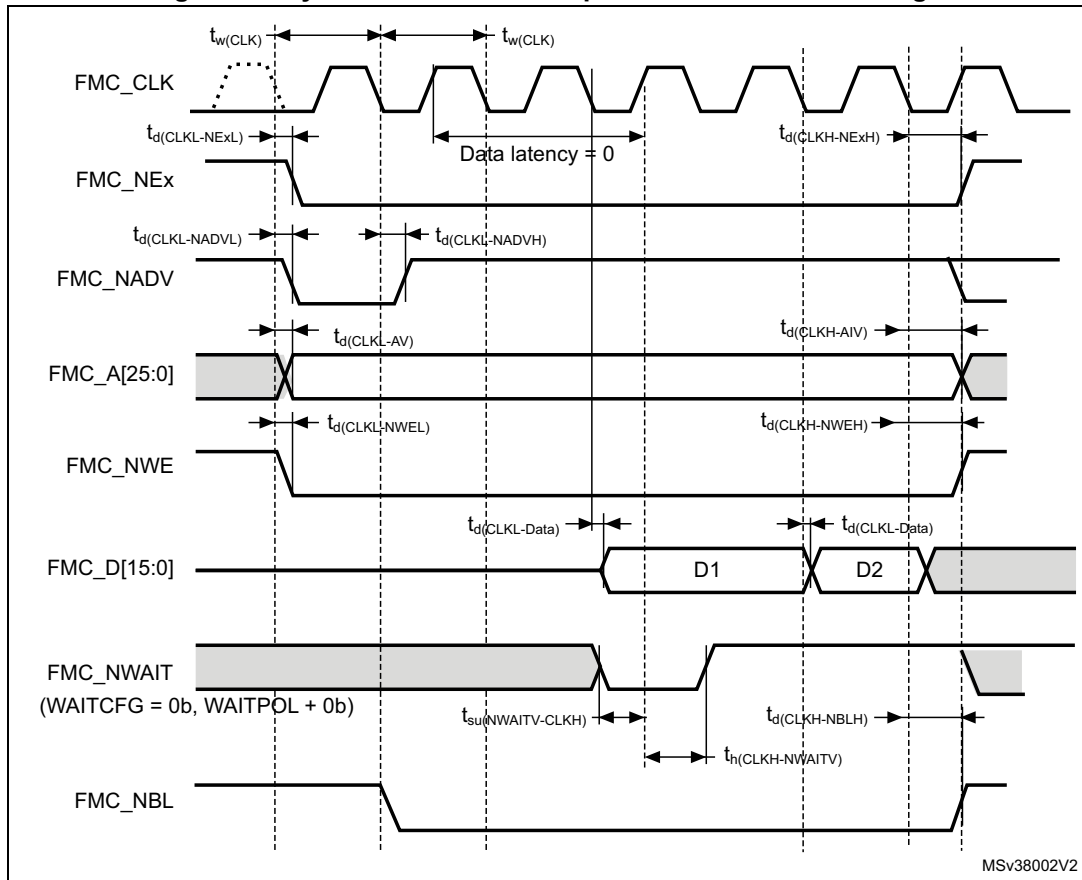 tw(CLK)
tw(CLK)
FMC_CLK
td(CLKL-NExL)
Data latency = 0
td(CLKH-NExH)
FMC_NEx
td(CLKL-NADVL)
td(CLKL-NADVH)
FMC_NADV
td(CLKL-AV)
td(CLKH-AIV)
FMC_A[25:0]
td(CLKL-NWEL)
td(CLKH-NWEH)
FMC_NWE
td(CLKL-Data)
td(CLKL-Data)
FMC_D[15:0]
D1
D2
FMC_NWAIT
(WAITCFG = 0b, WAITPOL + 0b)
tsu(NWAITV-CLKH)
td(CLKH-NBLH)
th(CLKH-NWAITV)
FMC_NBL
MSv38002V2